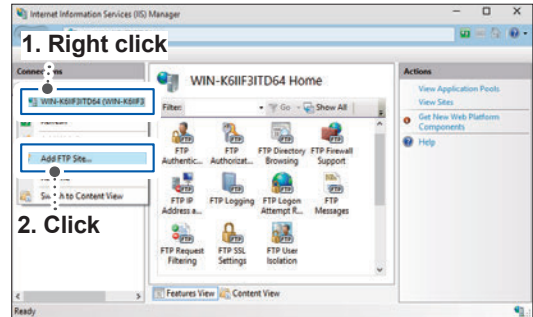 Internet Information Services (IIS) Manager
1. Right click
Connections
WIN-K6IIF3ITD64 (WIN-K6IIF3
Add FTP Site...
Switch to Content View
2. Click
WIN-K6IIF3ITD64 Home
Filter:
Go
Show All
FTP Authentic...
FTP Authorizat...
FTP Directory Browsing
FTP Firewall Support
FTP IP Address a...
FTP Logging
FTP Logon Attempt R...
FTP Messages
FTP Request Filtering
FTP SSL Settings
FTP User Isolation
Features View
Content View
Actions
View Application Pools
View Sites
Get New Web Platform
Components
Help
Ready